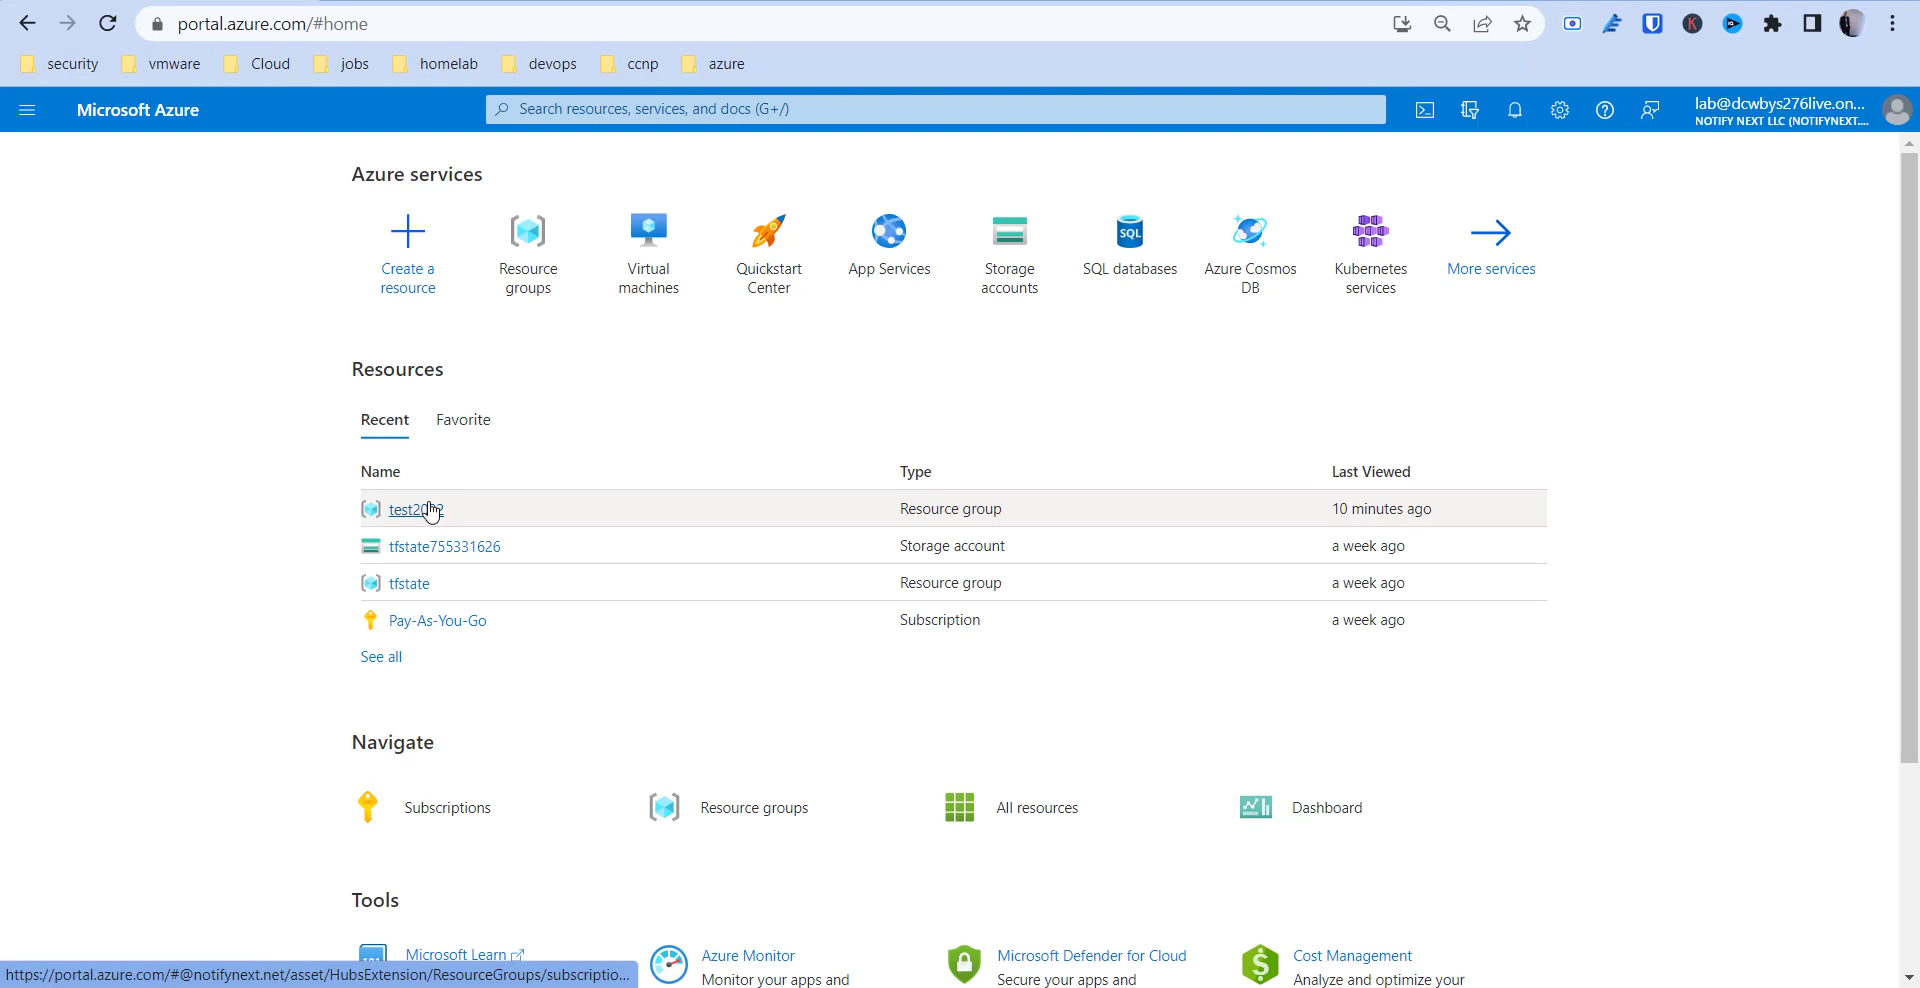 portal.azure.com/#home
security vmware Cloud jobs homelab devops ccnp azure
Microsoft Azure
Search resources, services, and docs (G+/)
lab@dcwbys276live.on...
NOTIFY NEXT LLC (NOTIFYNEXT....
Azure services
Create a resource
Resource groups
Virtual machines
Quickstart Center
App Services
Storage accounts
SQL
SQL databases
Azure Cosmos DB
Kubernetes services
More services
Resources
Recent Favorite
Name Type Last Viewed
Resource group 10 minutes ago
tfstate755331626 Storage account a week ago
tfstate Resource group a week ago
Pay-As-You-Go Subscription a week ago
See all
Navigate
Subscriptions Resource groups All resources Dashboard
Tools
Microsoft Learn Azure Monitor Microsoft Defender for Cloud Cost Management
Monitor your apps and Secure your apps and Analyze and optimize your
https://portal.azure.com/#@notifynext.net/asset/HubsExtension/ResourceGroups/subscriptio...